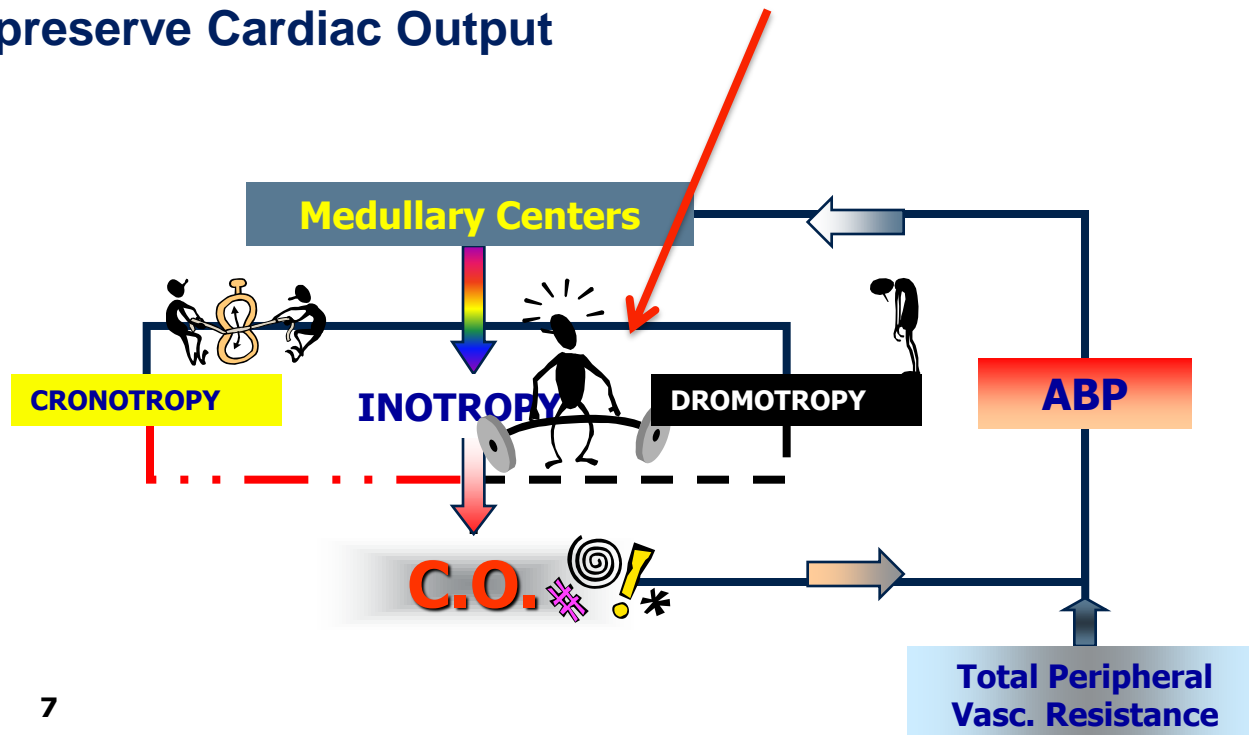 preserve Cardiac Output
Medullary Centers
CRONOTROPY
INOTROPY
DROMOTROPY
ABP
C.O.
#
!
*
Total Peripheral
Vasc. Resistance
7